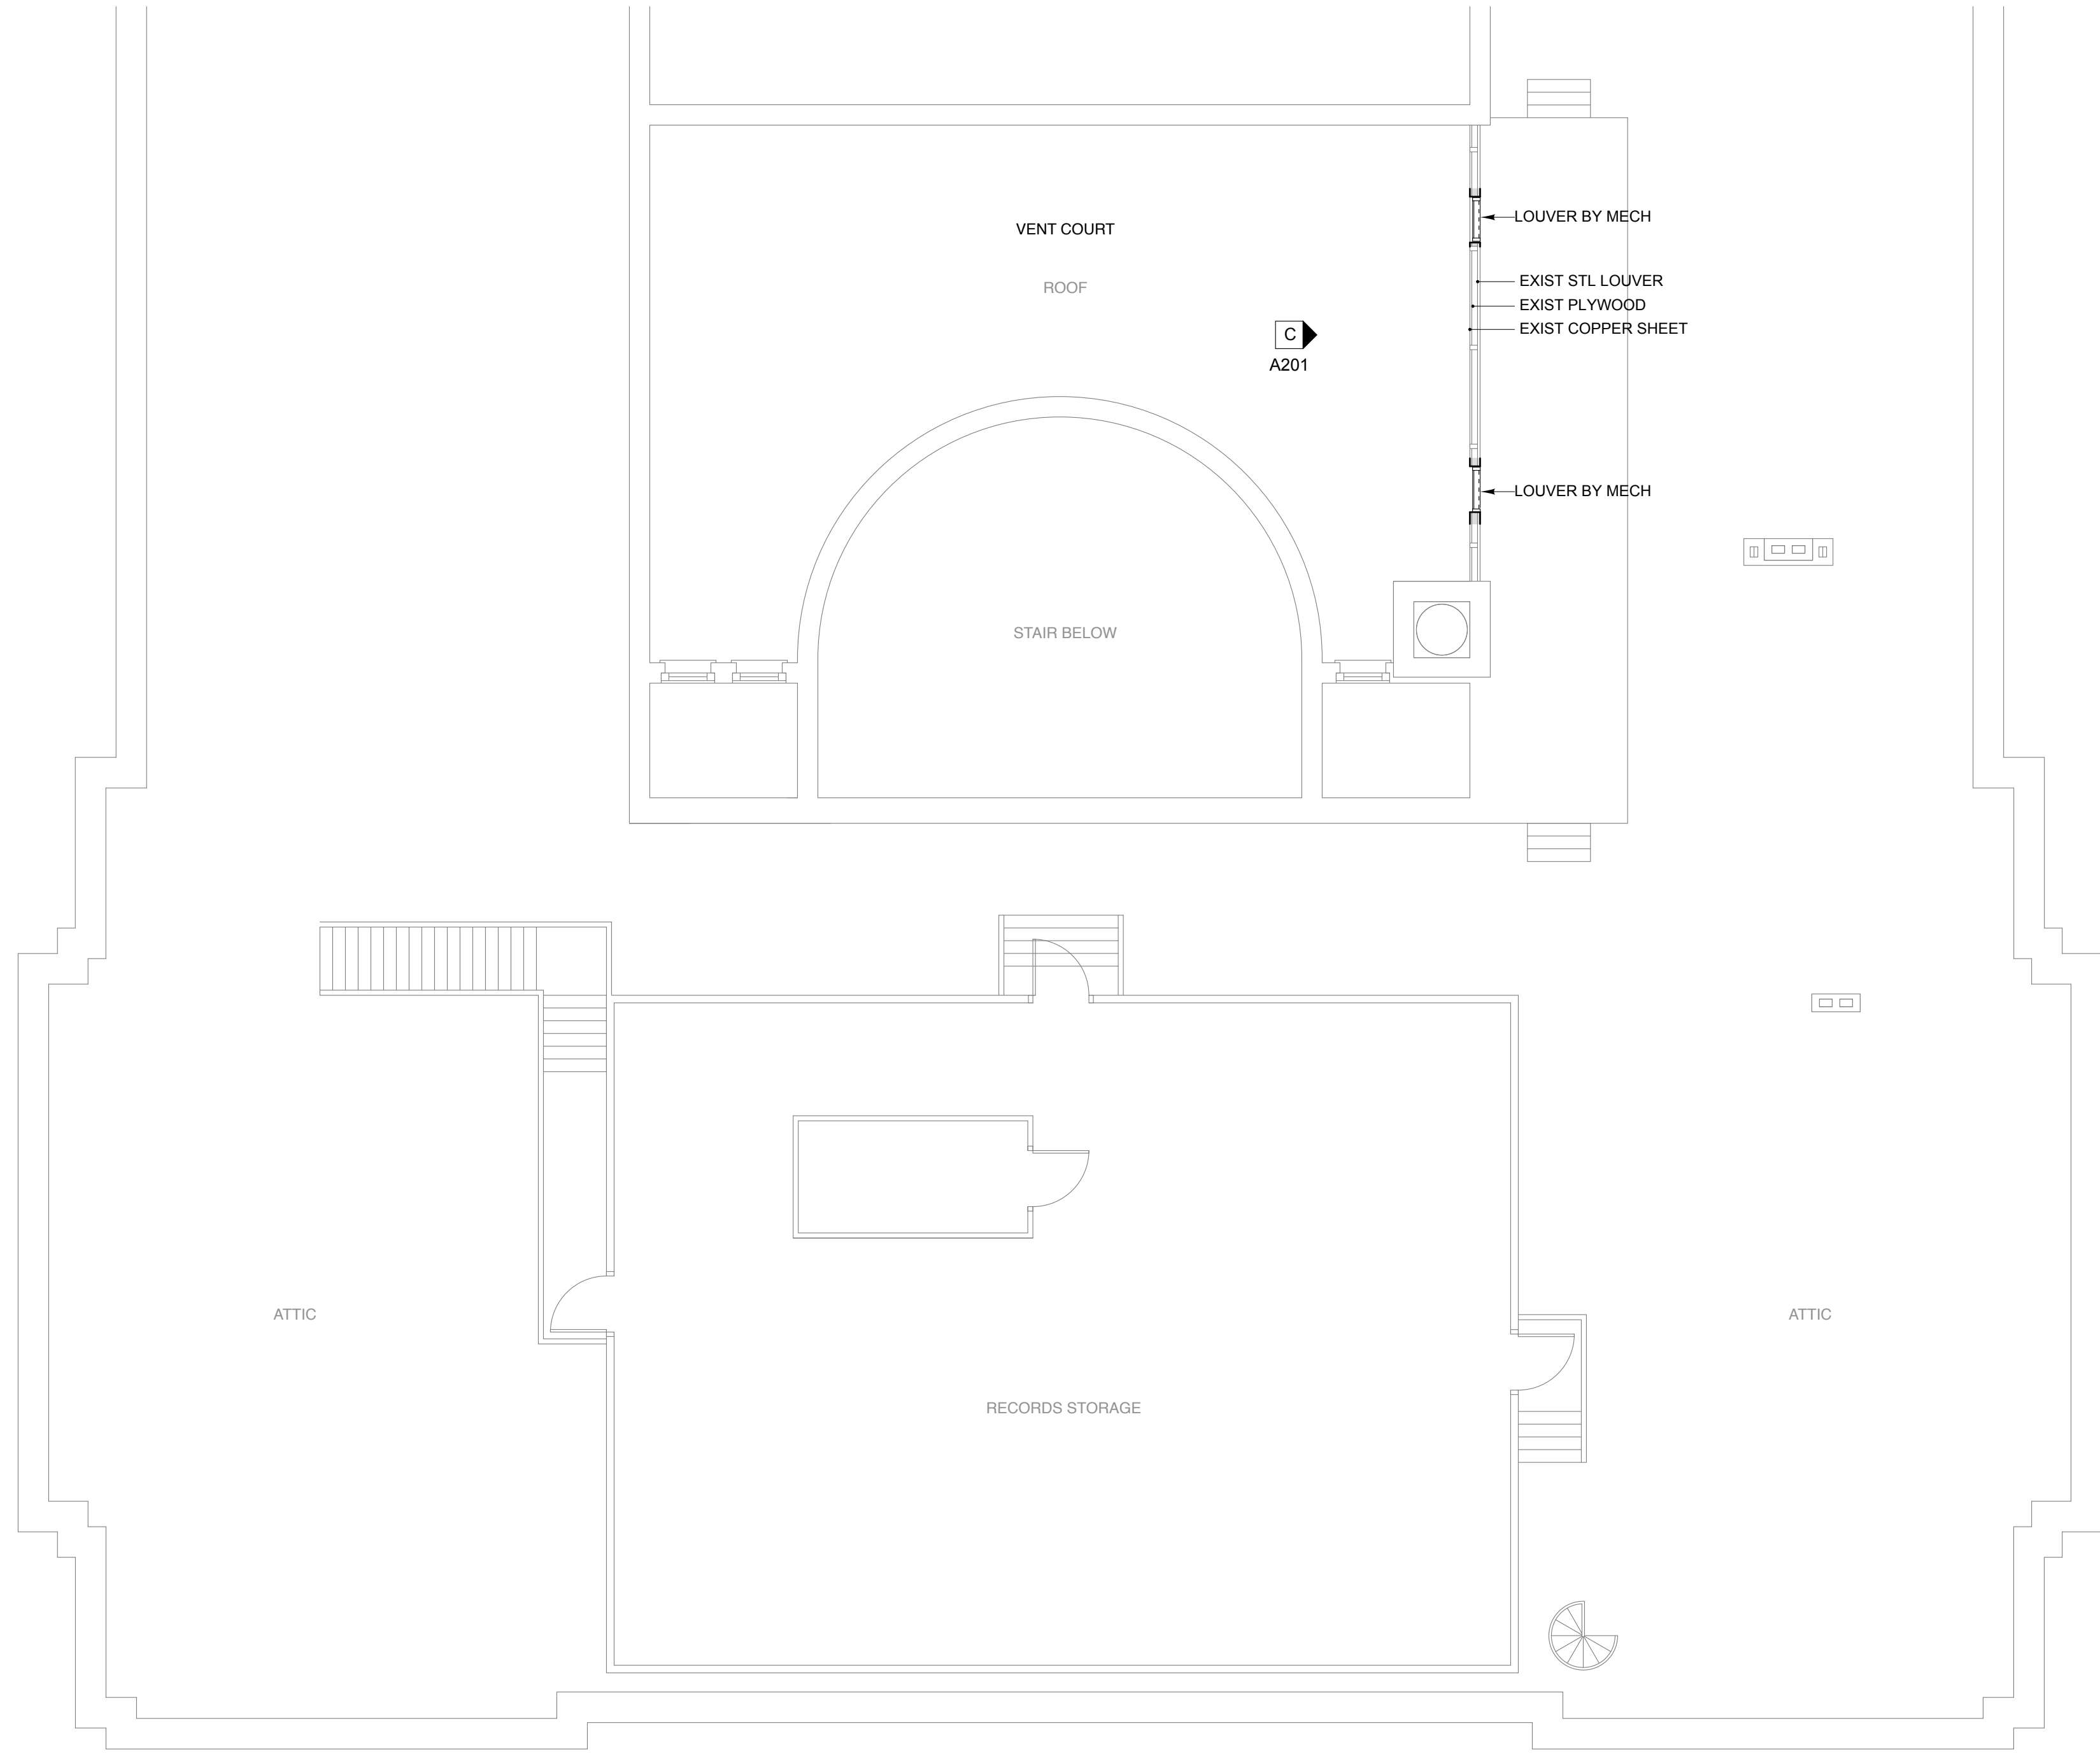 LOUVER BY MECH
VENT COURT
ROOF
EXIST STL LOUVER
EXIST PLYWOOD
EXIST COPPER SHEET
C
A201
LOUVER BY MECH
STAIR BELOW
ATTIC
ATTIC
RECORDS STORAGE